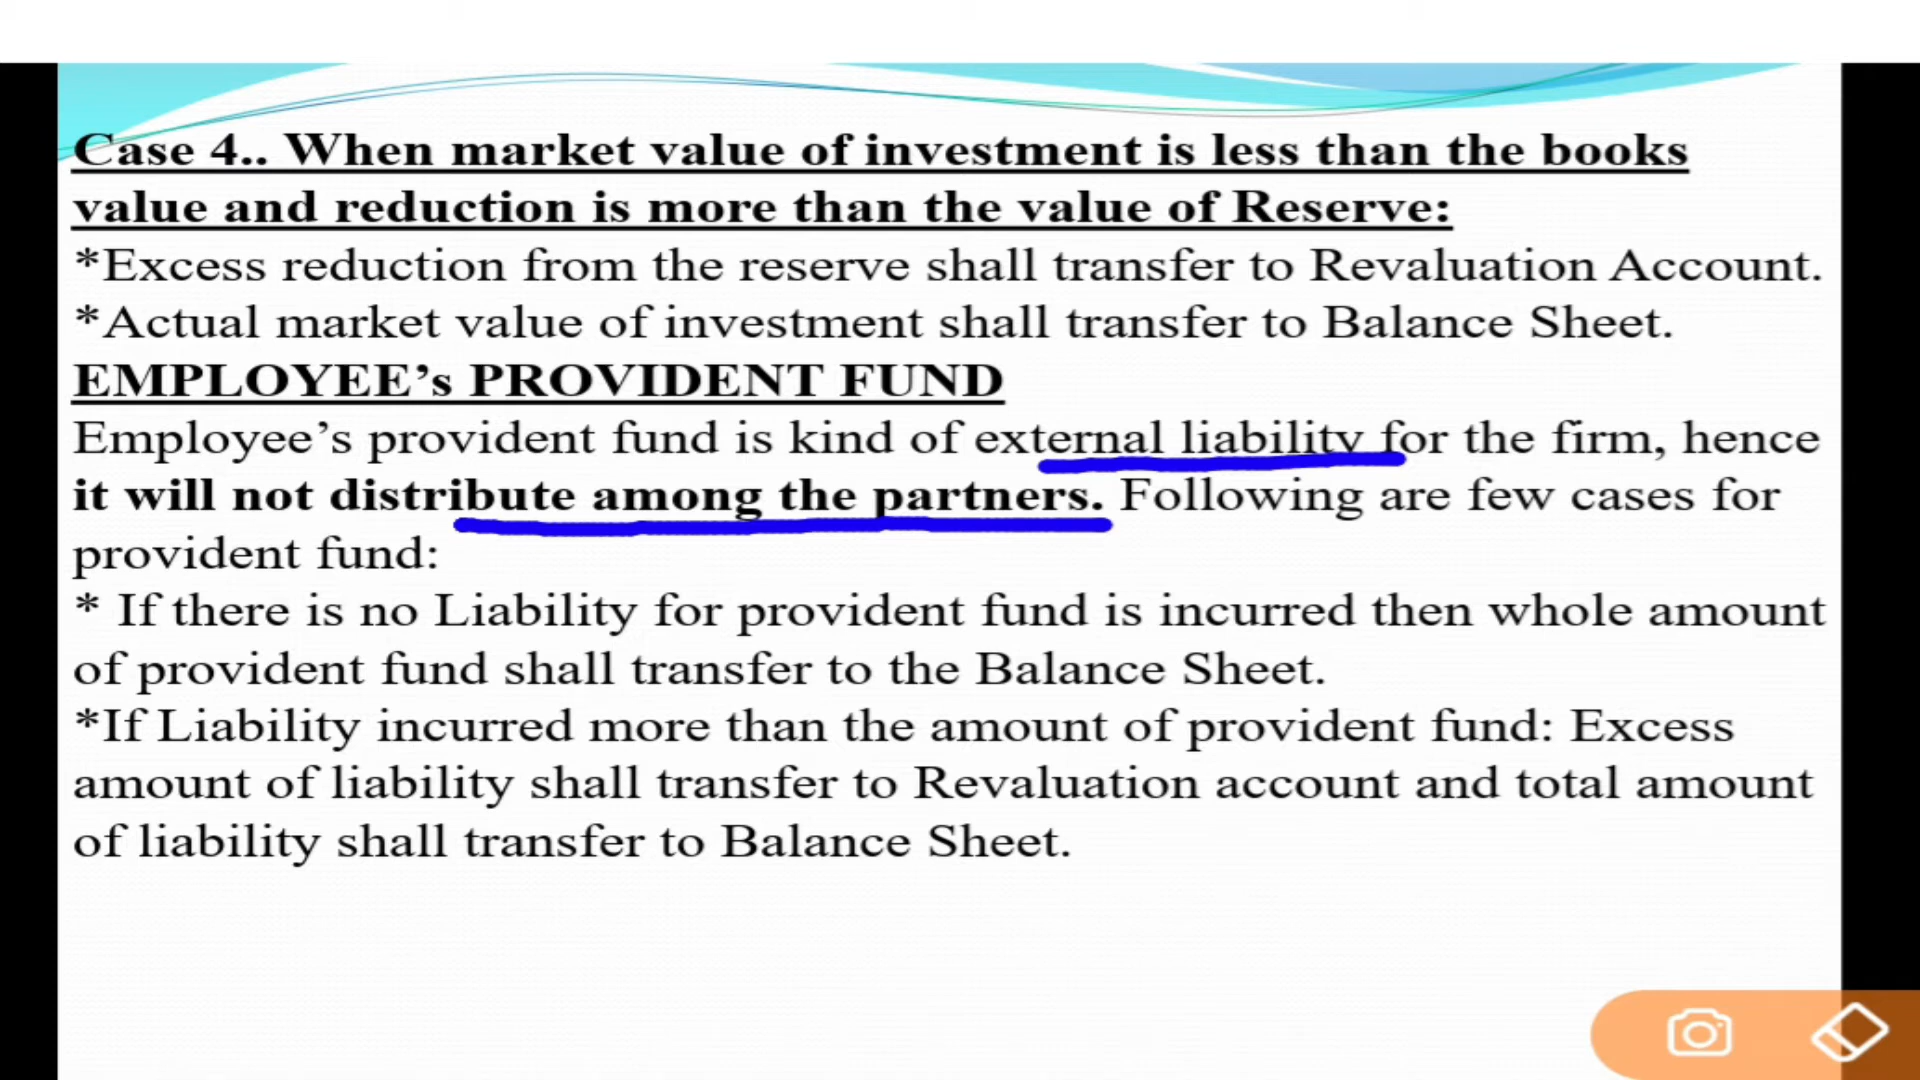 Case 4.. When market value of investment is less than the books
value and reduction is more than the value of Reserve:
*Excess reduction from the reserve shall transfer to Revaluation Account.
*Actual market value of investment shall transfer to Balance Sheet.
EMPLOYEE’s PROVIDENT FUND
Employee’s provident fund is kind of external liability for the firm, hence
it will not distribute among the partners. Following are few cases for
provident fund:
* If there is no Liability for provident fund is incurred then whole amount
of provident fund shall transfer to the Balance Sheet.
*If Liability incurred more than the amount of provident fund: Excess
amount of liability shall transfer to Revaluation account and total amount
of liability shall transfer to Balance Sheet.